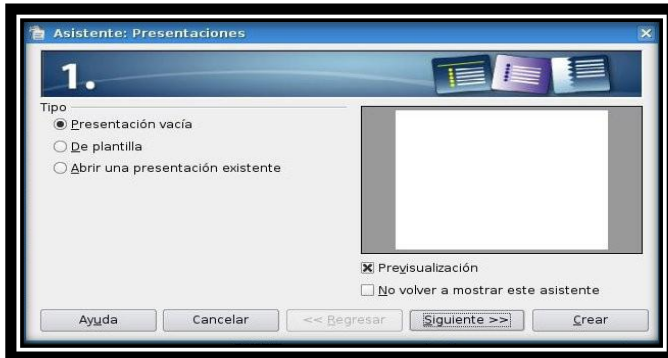 Asistente: Presentaciones
1.
Tipo
Presentación vacía
De plantilla
Abrir una presentación existente
Previsualización
No volver a mostrar este asistente
Ayuda Cancelar << Regresar Siguiente >> Crear